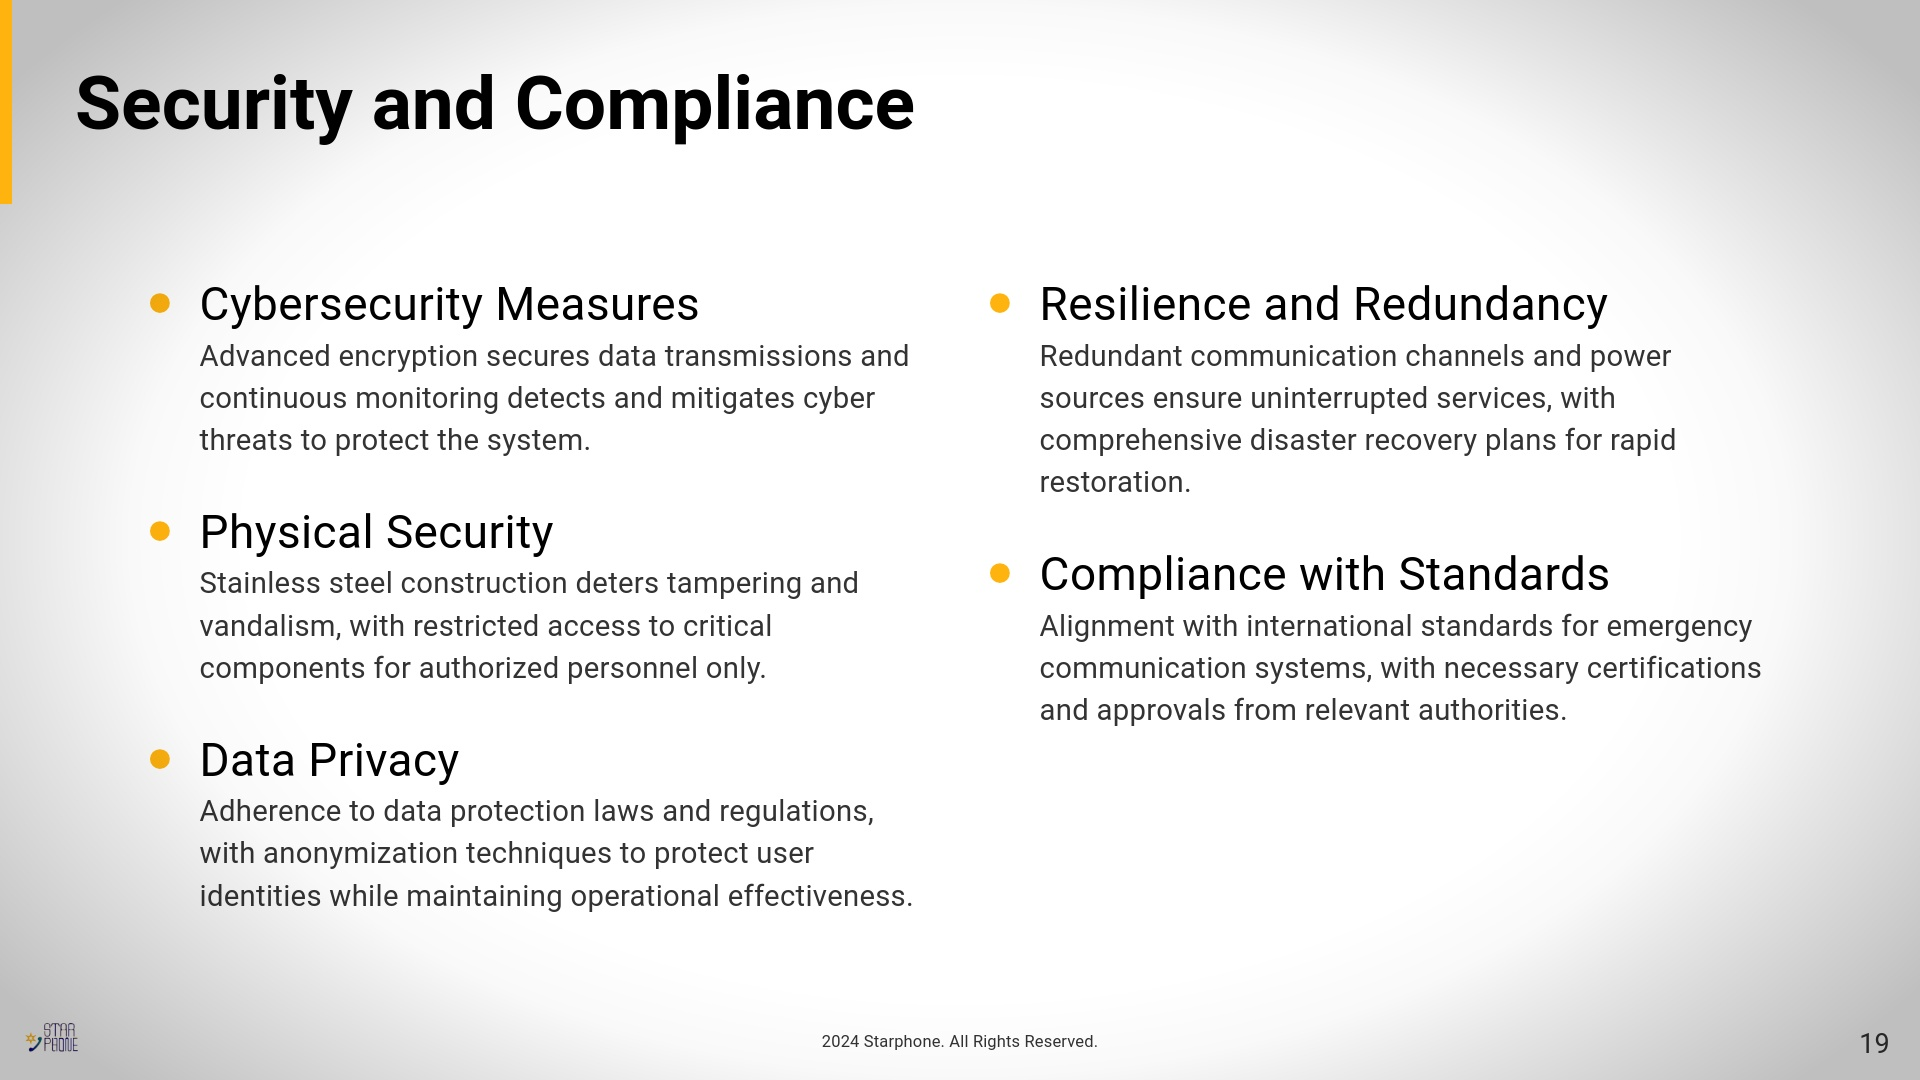 Security and Compliance
Cybersecurity Measures
Advanced encryption secures data transmissions and
continuous monitoring detects and mitigates cyber
threats to protect the system.
Physical Security
Stainless steel construction deters tampering and
vandalism, with restricted access to critical
components for authorized personnel only.
Data Privacy
Adherence to data protection laws and regulations,
with anonymization techniques to protect user
identities while maintaining operational effectiveness.
Resilience and Redundancy
Redundant communication channels and power
sources ensure uninterrupted services, with
comprehensive disaster recovery plans for rapid
restoration.
Compliance with Standards
Alignment with international standards for emergency
communication systems, with necessary certifications
and approvals from relevant authorities.
STAR
PHONE
2024 Starphone. All Rights Reserved.
19